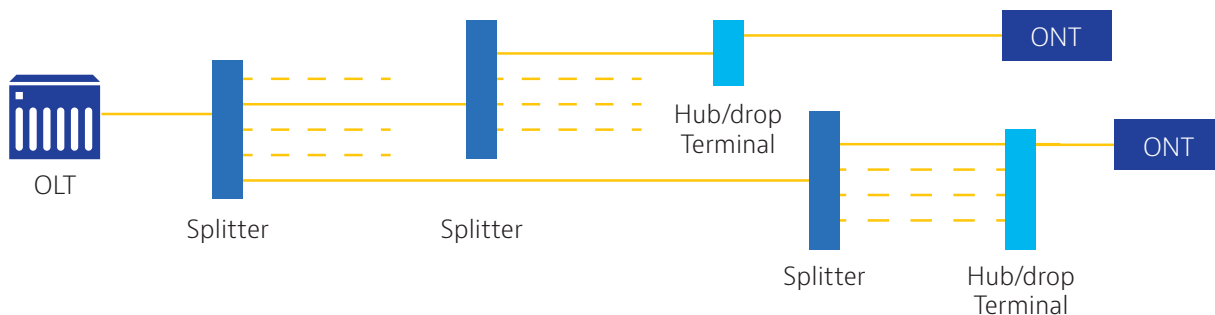 ONT
Hub/drop
Terminal
ONT
OLT
Splitter
Splitter
Splitter
Hub/drop
Terminal